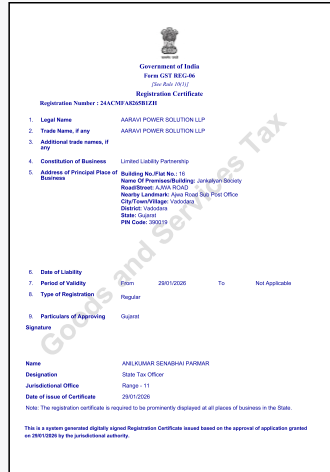 Government of India
Form GST REG-06
[See Rule 10(1)]
Registration Certificate
Registration Number : 24ACMFA8265B1ZH
1. Legal Name AARAVI POWER SOLUTION LLP
2. Trade Name, if any AARAVI POWER SOLUTION LLP
3. Additional trade names, if
any
4. Constitution of Business Limited Liability Partnership
5. Address of Principal Place of
Business
Building No./Flat No.: 16
Name Of Premises/Building: Jankalyan Society
Road/Street: AJWA ROAD
Nearby Landmark: Ajwa Road Sub Post Office
City/Town/Village: Vadodara
District: Vadodara
State: Gujarat
PIN Code: 390019
6. Date of Liability
7. Period of Validity From 29/01/2026 To Not Applicable
8. Type of Registration Regular
9. Particulars of Approving Gujarat
Signature
Name ANILKUMAR SENABHAI PARMAR
Designation State Tax Officer
Jurisdictional Office Range - 11
Date of issue of Certificate 29/01/2026
Note: The registration certificate is required to be prominently displayed at all places of business in the State.
This is a system generated digitally signed Registration Certificate issued based on the approval of application granted
on 29/01/2026 by the jurisdictional authority.
Goods and Services Tax